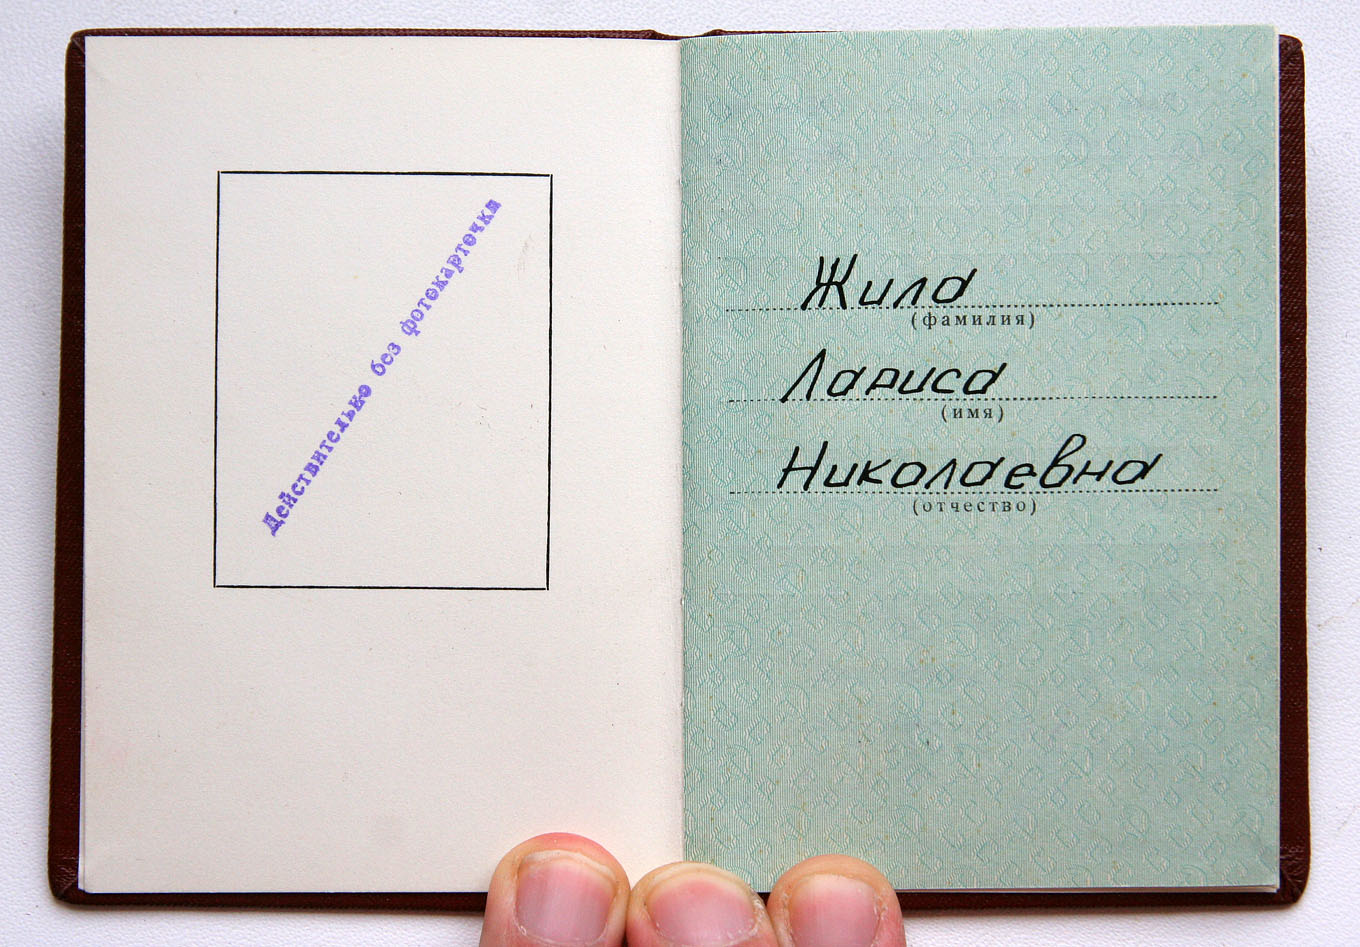 Действительно без фотокарточки
Жила
(фамилия)
Лариса
(имя)
Николаевна
(отчество)